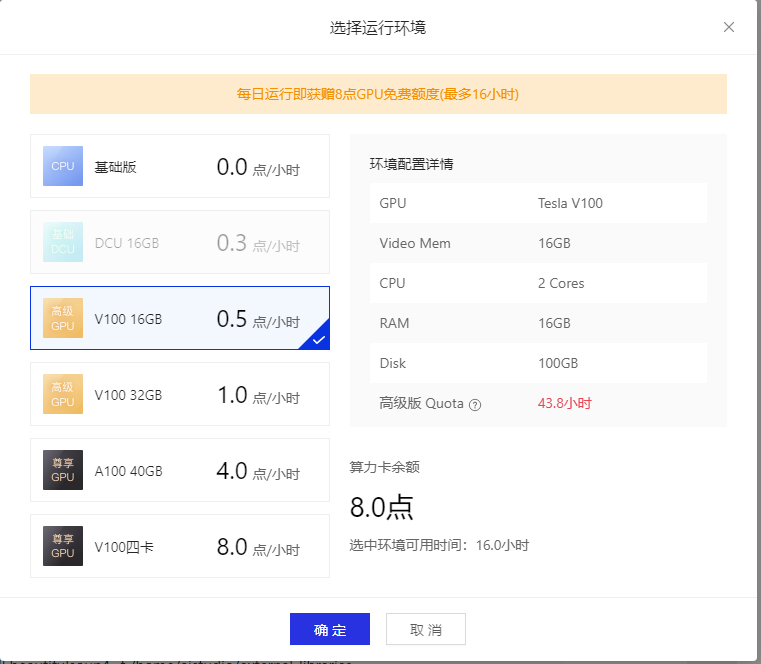 选择运行环境
每日运行即获赠8点GPU免费额度(最多16小时)
CPU 基础版 0.0 点/小时
基础 DCU DCU 16GB 0.3 点/小时
高级 GPU V100 16GB 0.5 点/小时
高级 GPU V100 32GB 1.0 点/小时
尊享 GPU A100 40GB 4.0 点/小时
尊享 GPU V100四卡 8.0 点/小时
环境配置详情
GPU Tesla V100
Video Mem 16GB
CPU 2 Cores
RAM 16GB
Disk 100GB
高级版 Quota ? 43.8小时
算力卡余额
8.0点
选中环境可用时间：16.0小时
确 定
取 消